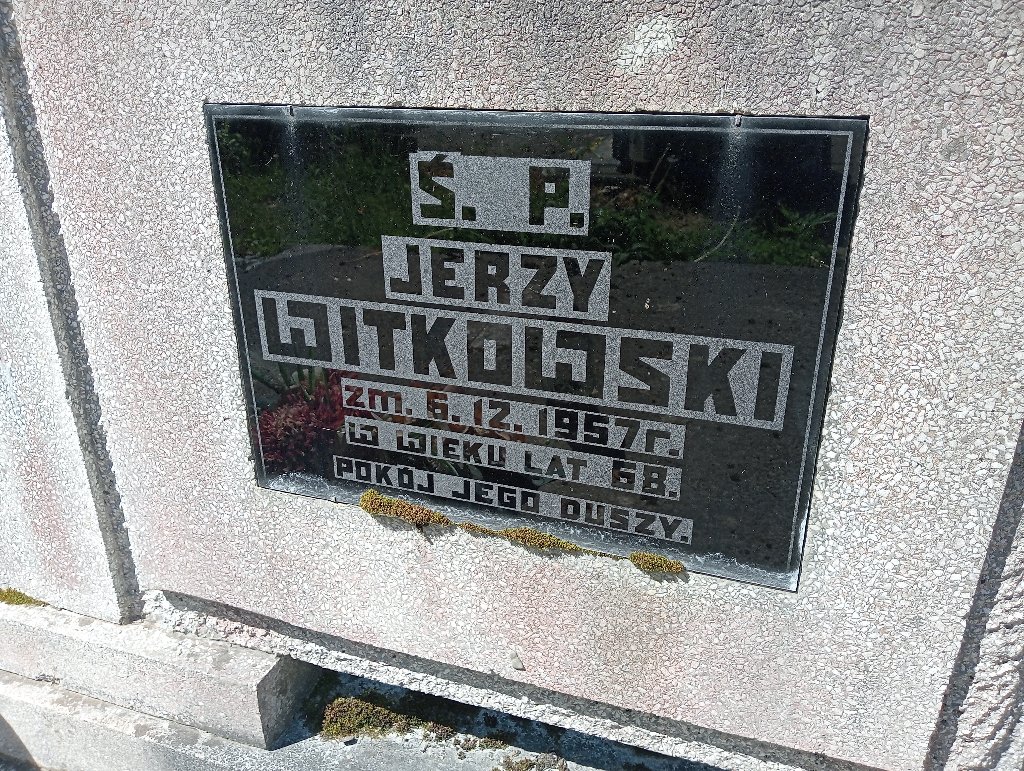 Ś. P.
JERZY
WITKOWSKI
zm. 6. 12. 1957r.
W WIEKU LAT 68.
POKÓJ JEGO DUSZY.